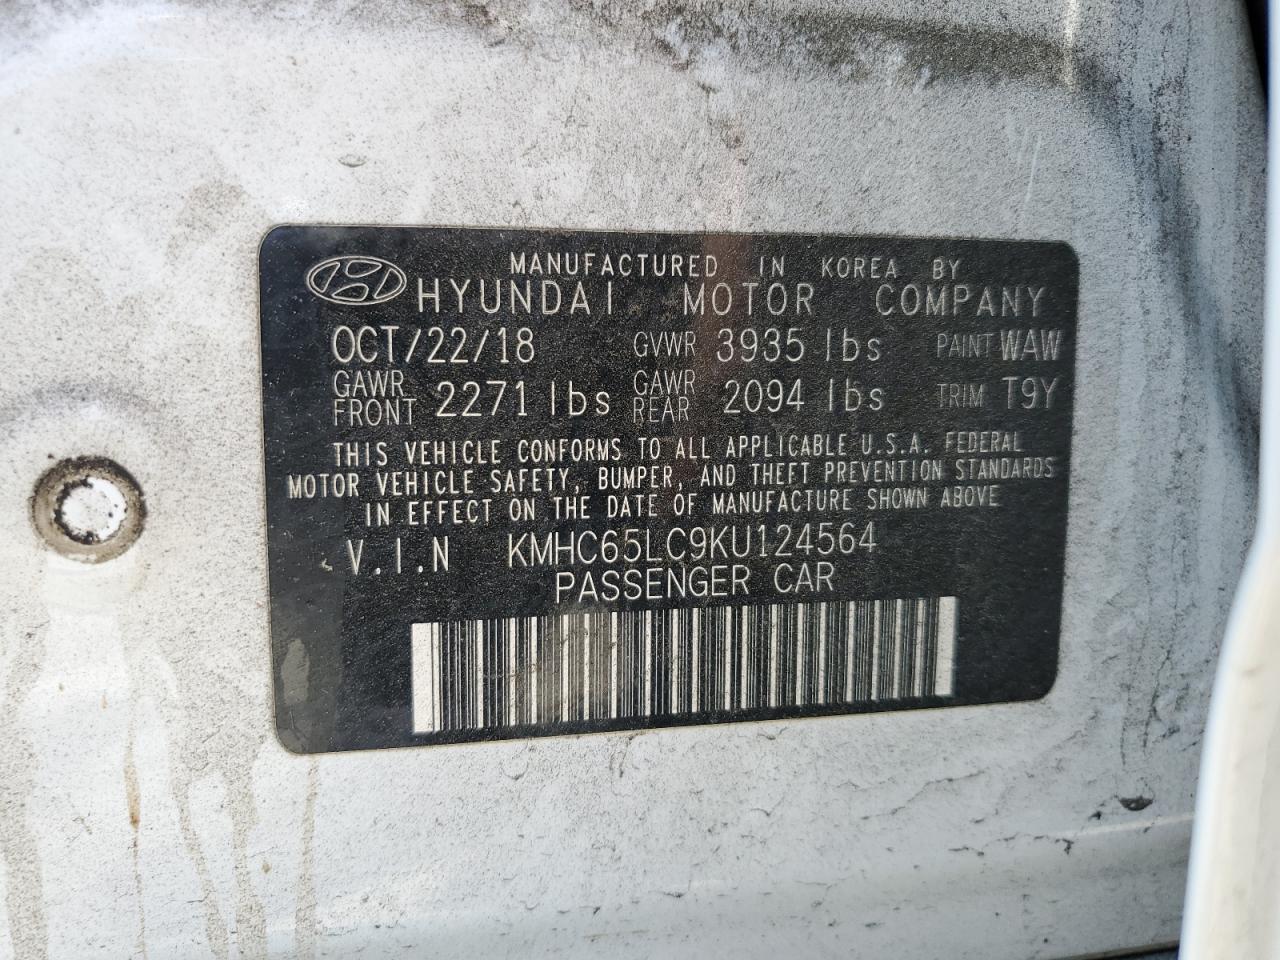 MANUFACTURED IN KOREA BY
HYUNDAI MOTOR COMPANY
OCT/22/18 GVWR 3935 lbs PAINT WAW
GAWR FRONT 2271 lbs GAWR REAR 2094 lbs TRIM T9Y
THIS VEHICLE CONFORMS TO ALL APPLICABLE U.S.A. FEDERAL
MOTOR VEHICLE SAFETY, BUMPER, AND THEFT PREVENTION STANDARDS
IN EFFECT ON THE DATE OF MANUFACTURE SHOWN ABOVE
V.I.N KMHC65LC9KU124564
PASSENGER CAR